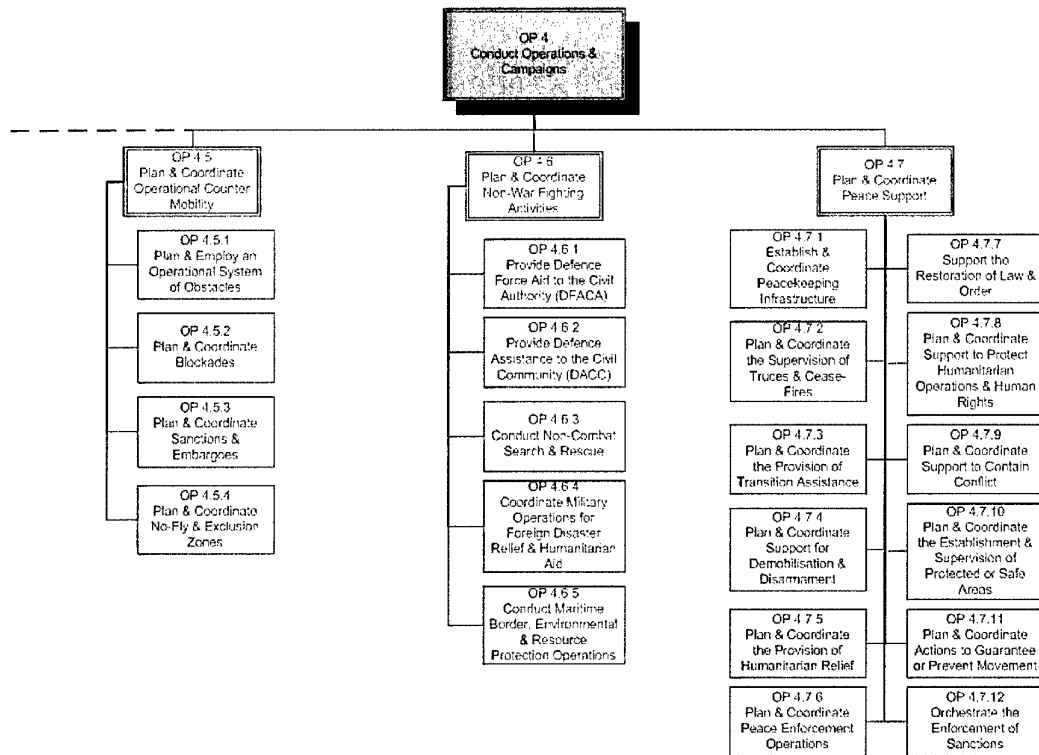 OP 4
Conduct Operations &
Campaigns
OP 4.5
Plan & Coordinate
Operational Counter
Mobility
OP 4.5.1
Plan & Employ an
Operational System
of Obstacles
OP 4.5.2
Plan & Coordinate
Blockades
OP 4.5.3
Plan & Coordinate
Sanctions &
Embargoes
OP 4.5.4
Plan & Coordinate
No-Fly & Exclusion
Zones
OP 4.6
Plan & Coordinate
Non-War Fighting
Activities
OP 4.6.1
Provide Defence
Force Aid to the Civil
Authority (DFACA)
OP 4.6.2
Provide Defence
Assistance to the Civil
Community (DACC)
OP 4.6.3
Conduct Non-Combat
Search & Rescue
OP 4.6.4
Coordinate Military
Operations for
Foreign Disaster
Relief & Humanitarian
Aid
OP 4.6.5
Conduct Maritime
Border, Environmental
& Resource
Protection Operations
OP 4.7
Plan & Coordinate
Peace Support
OP 4.7.1
Establish &
Coordinate
Peacekeeping
Infrastructure
OP 4.7.2
Plan & Coordinate
the Supervision of
Truces & Cease-
Fires
OP 4.7.3
Plan & Coordinate
the Provision of
Transition Assistance
OP 4.7.4
Plan & Coordinate
Support for
Demobilisation &
Disarmament
OP 4.7.5
Plan & Coordinate
the Provision of
Humanitarian Relief
OP 4.7.6
Plan & Coordinate
Peace Enforcement
Operations
OP 4.7.7
Support the
Restoration of Law &
Order
OP 4.7.8
Plan & Coordinate
Support to Protect
Humanitarian
Operations & Human
Rights
OP 4.7.9
Plan & Coordinate
Support to Contain
Conflict
OP 4.7.10
Plan & Coordinate
the Establishment &
Supervision of
Protected or Safe
Areas
OP 4.7.11
Plan & Coordinate
Actions to Guarantee
or Prevent Movement
OP 4.7.12
Orchestrate the
Enforcement of
Sanctions